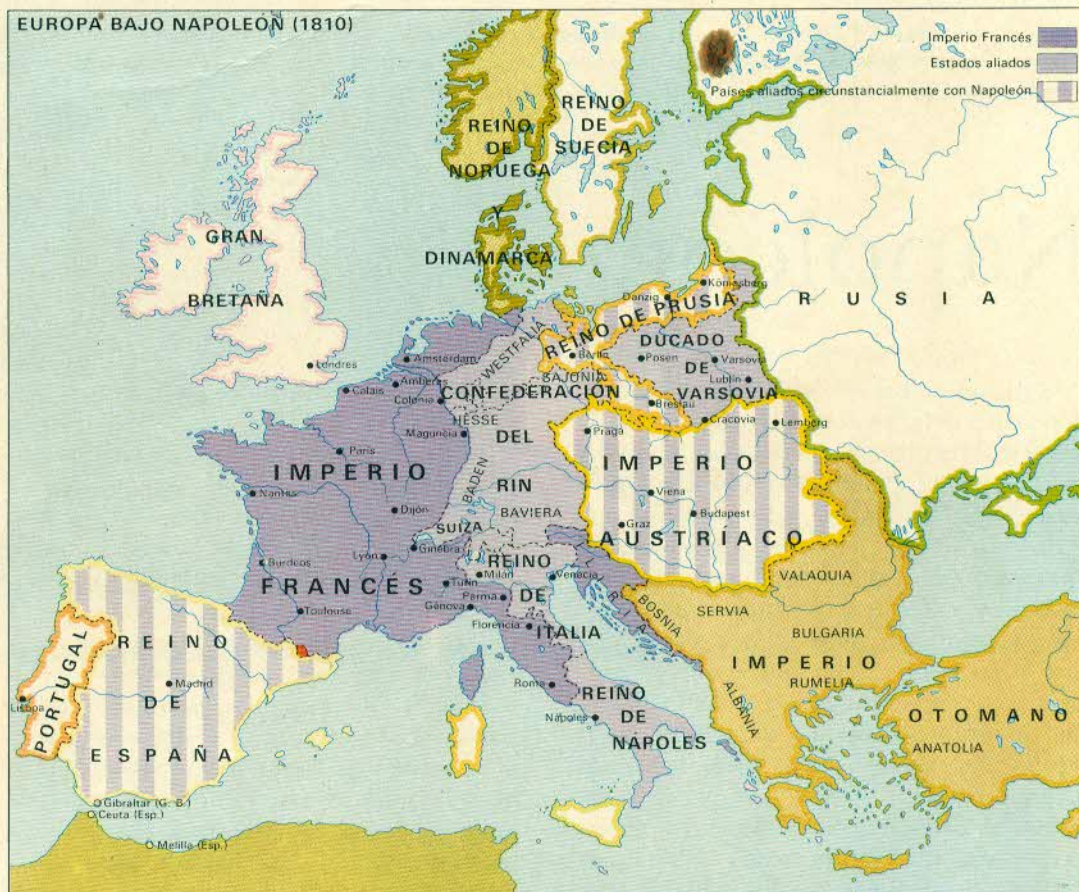 EUROPA BAJO NAPOLEÓN (1810)
Imperio Francés
Estados aliados
Países aliados circunstancialmente con Napoleón
REINO
DE
NORUEGA
Y
DINAMARCA
REINO
DE
SUECIA
GRAN
BRETAÑA
Londres
RUSIA
Königsberg
Danzig
REINO DE PRUSIA
Berlín
DUCADO
DE
VARSOVIA
Posen
Varsovia
Lublin
WESTFALIA
SAJONIA
Breslau
Amsterdam
Amberes
Calais
Colonia
CONFEDERACIÓN
DEL
RIN
HESSE
Maguncia
BADEN
BAVIERA
Cracovia
Lemberg
Praga
IMPERIO
AUSTRÍACO
Viena
Budapest
Graz
IMPERIO
FRANCÉS
París
Nantes
Dijón
SUIZA
Ginebra
Lyón
Burdeos
Toulouse
Turín
Milán
Venecia
Parma
Génova
Florencia
REINO
DE
ITALIA
Roma
Nápoles
REINO
DE
NAPOLES
VALAQUIA
BOSNIA
SERVIA
BULGARIA
IMPERIO
OTOMANO
RUMELIA
ALBANIA
ANATOLIA
PORTUGAL
Lisboa
REINO
DE
ESPAÑA
Madrid
Gibraltar (G. B.)
Ceuta (Esp.)
Melilla (Esp.)